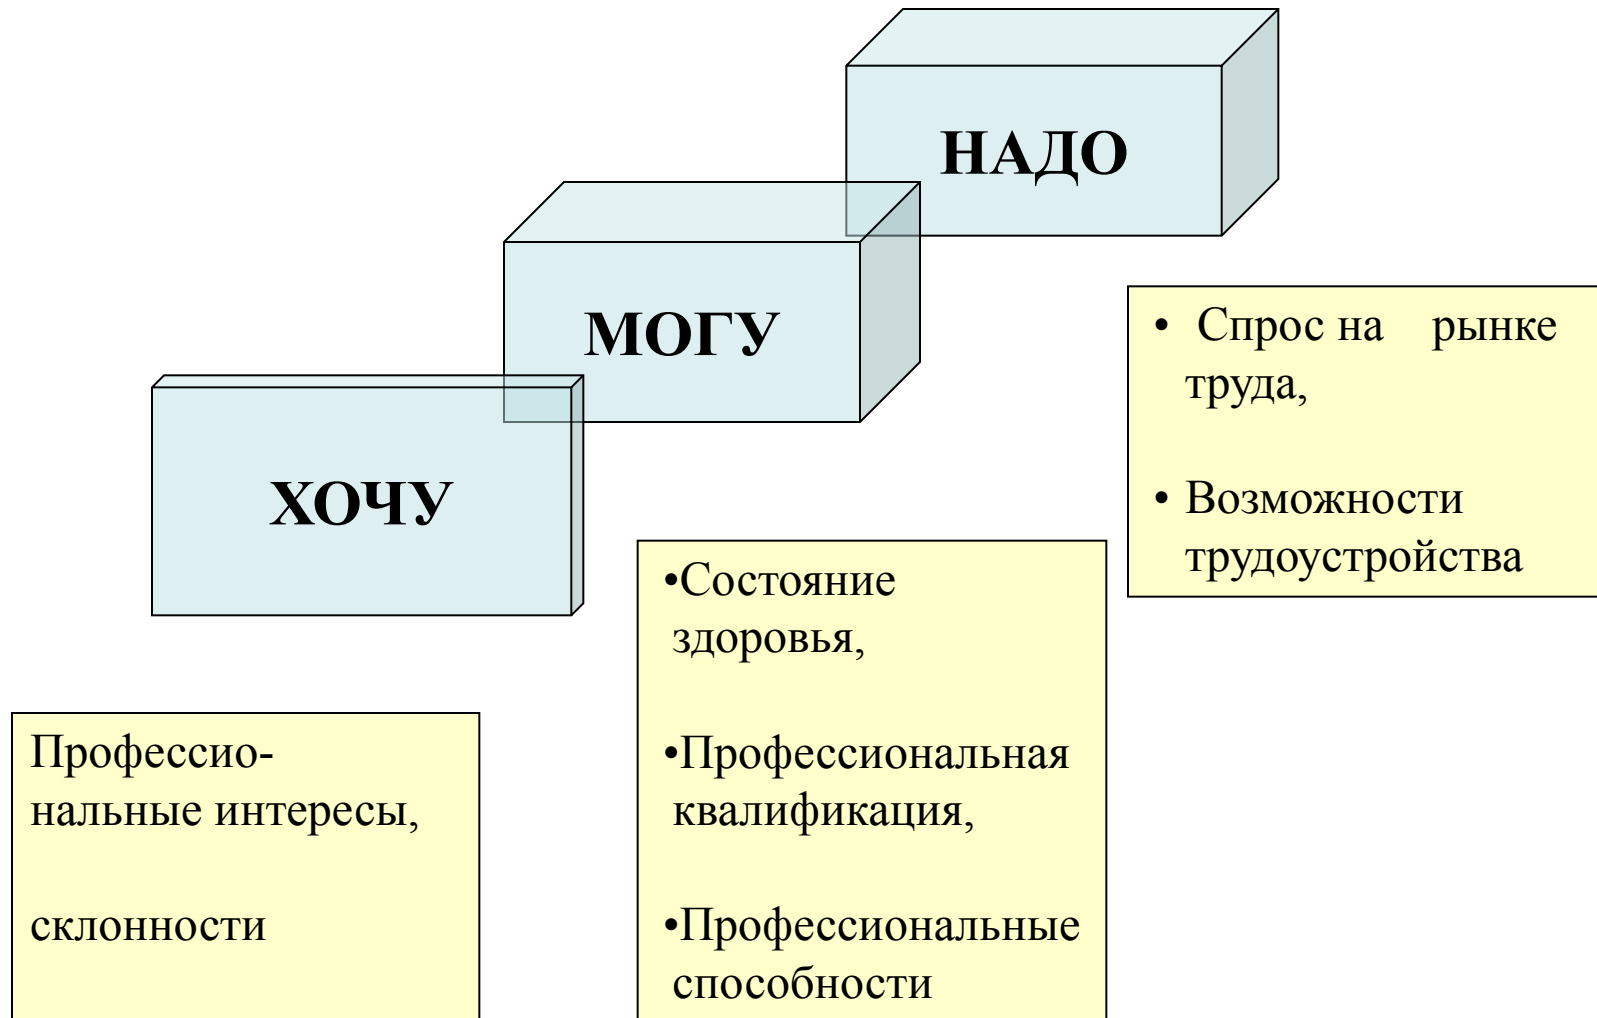 НАДО
МОГУ
ХОЧУ
• Спрос на рынке
труда,
• Возможности
трудоустройства
•Состояние
здоровья,
•Профессиональная
квалификация,
•Профессиональные
способности
Профессио-
нальные интересы,
склонности